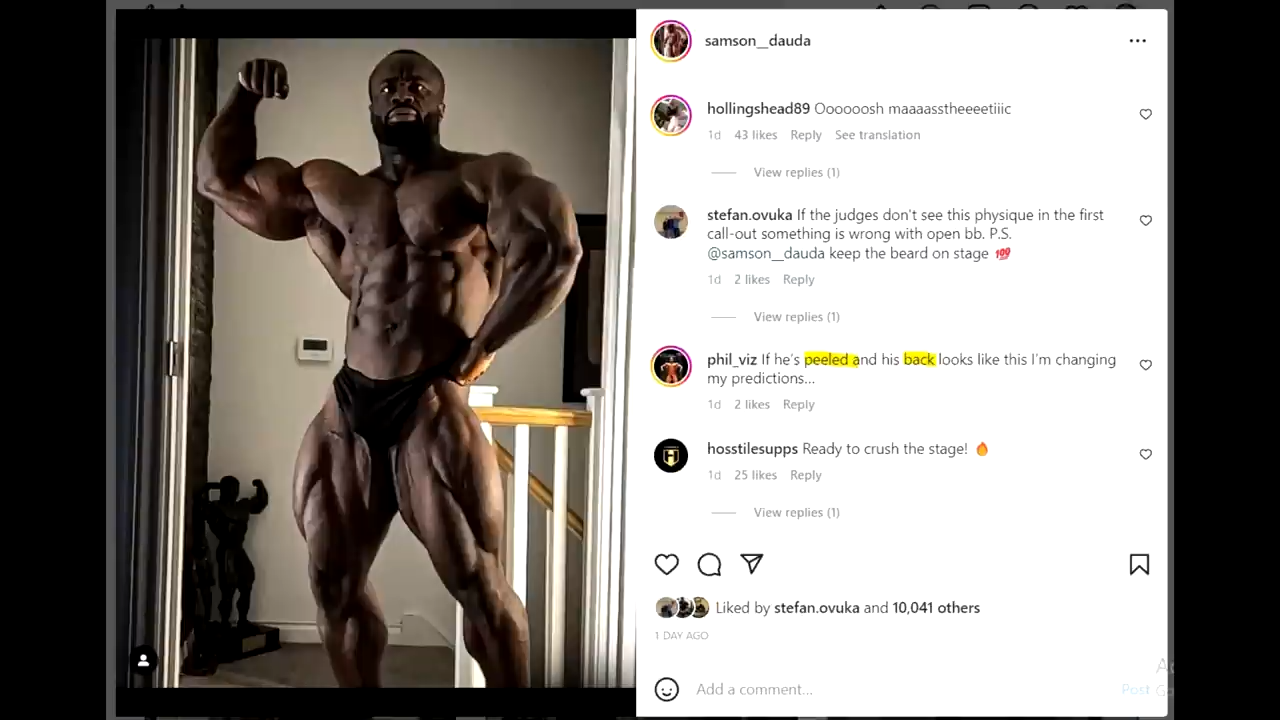 samson__dauda
hollingshead89 Oooooosh maaaasstheeeetiiic
1d 43 likes Reply See translation
View replies (1)
stefan.ovuka If the judges don't see this physique in the first
call-out something is wrong with open bb. P.S.
@samson__dauda keep the beard on stage 💯
1d 2 likes Reply
View replies (1)
phil_viz If he's peeled and his back looks like this I'm changing
my predictions...
1d 2 likes Reply
hosstilesupps Ready to crush the stage! 🔥
1d 25 likes Reply
View replies (1)
Liked by stefan.ovuka and 10,041 others
1 DAY AGO
Add a comment...
Post